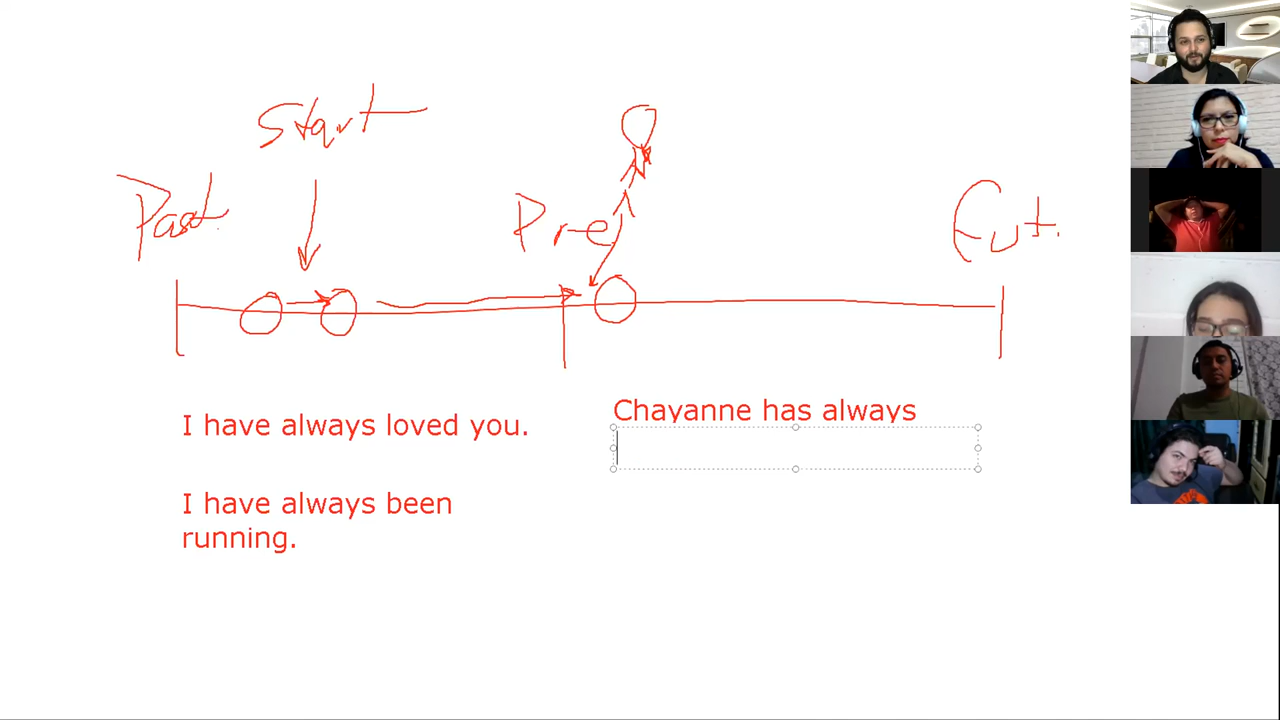 Start
Past
Pre
Fut.
I have always loved you.
I have always been
running.
Chayanne has always